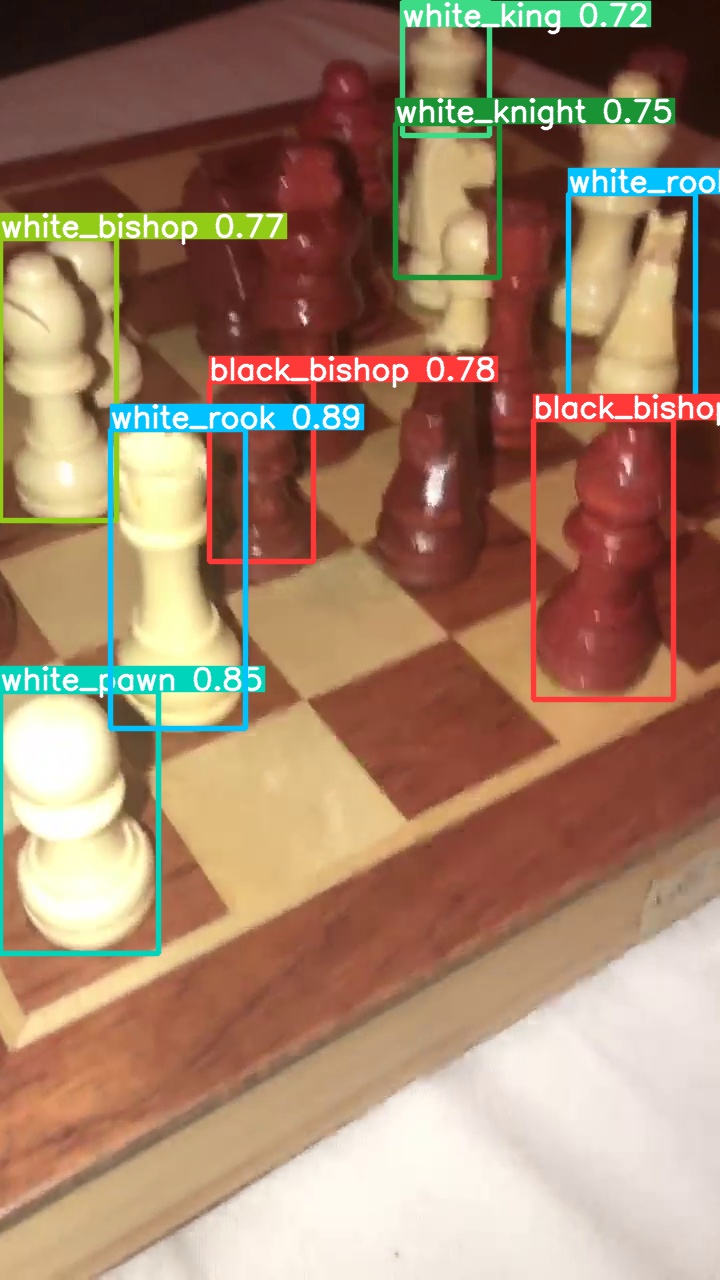 white_king 0.72
white_knight 0.75
white_rool
white_bishop 0.77
black_bishop 0.78
black_bishop
white_rook 0.89
white_pawn 0.85